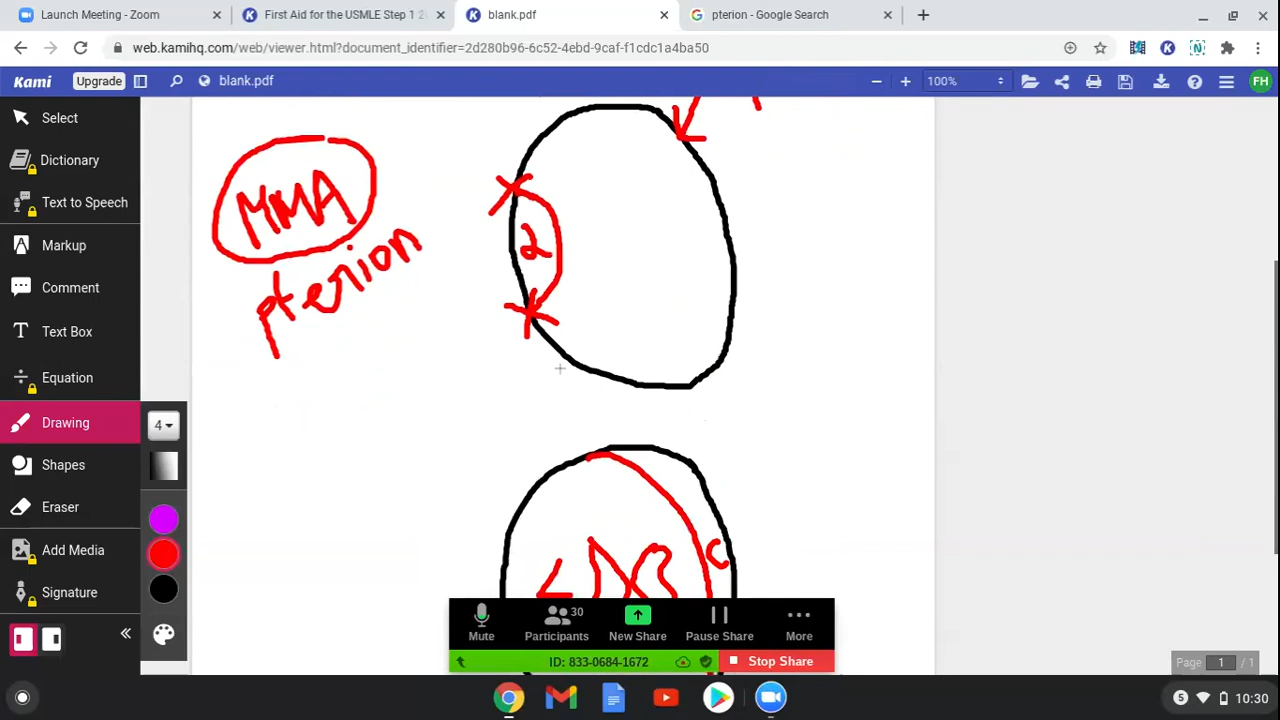 Launch Meeting - Zoom
First Aid for the USMLE Step 1 2
blank.pdf
pterion - Google Search
web.kamihq.com/web/viewer.html?document_identifier=2d280b96-6c52-4ebd-9caf-f1cdc1a4ba50
Kami
Upgrade
blank.pdf
100%
FH
Select
Dictionary
Text to Speech
Markup
Comment
Text Box
Equation
Drawing
4
Shapes
Eraser
Add Media
Signature
MMA
pterion
2
C
Mute
Participants
30
New Share
Pause Share
More
ID: 833-0684-1672
Stop Share
Page 1 / 1
5
10:30